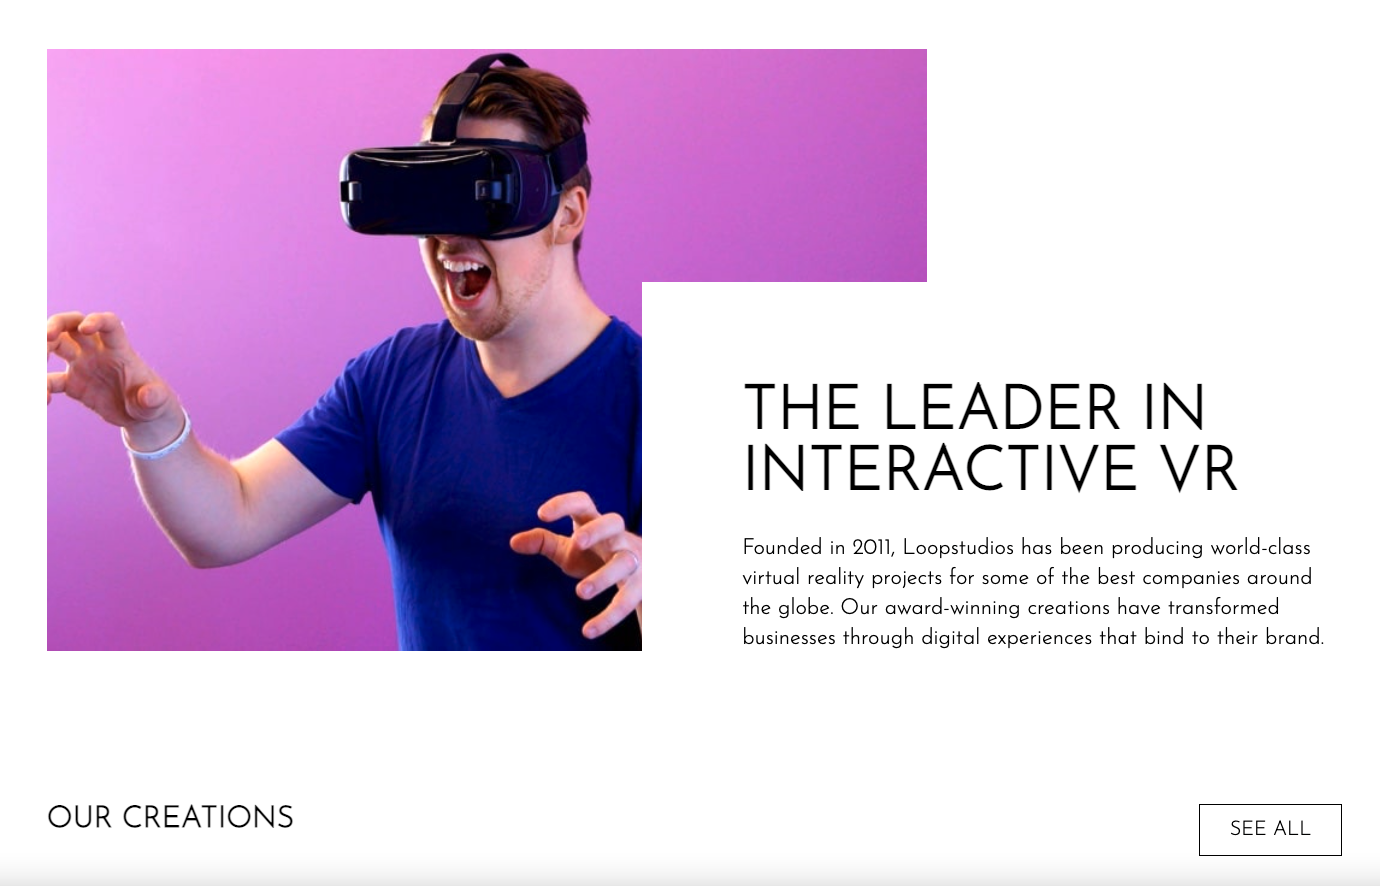 THE LEADER IN
INTERACTIVE VR
Founded in 2011, Loopstudios has been producing world-class
virtual reality projects for some of the best companies around
the globe. Our award-winning creations have transformed
businesses through digital experiences that bind to their brand.
OUR CREATIONS
SEE ALL